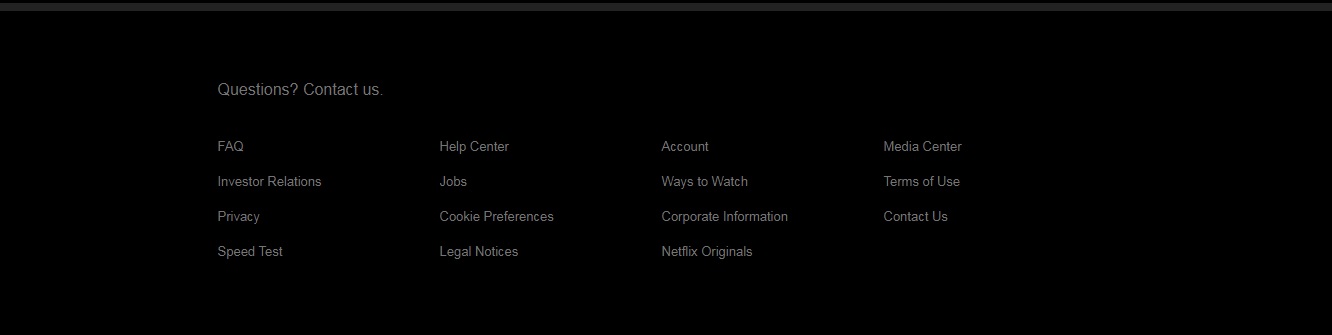 Questions? Contact us.
FAQ Help Center Account Media Center
Investor Relations Jobs Ways to Watch Terms of Use
Privacy Cookie Preferences Corporate Information Contact Us
Speed Test Legal Notices Netflix Originals